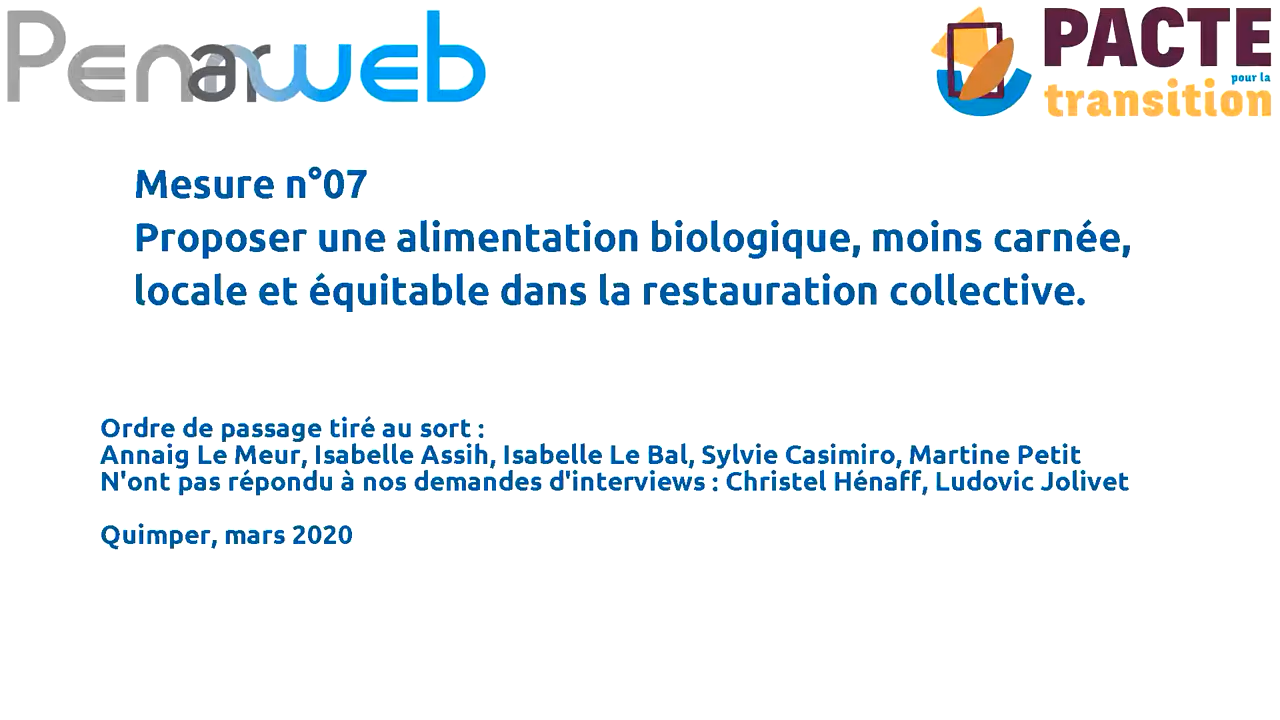 Penarweb
PACTE
pour la
transition
Mesure n°07
Proposer une alimentation biologique, moins carnée,
locale et équitable dans la restauration collective.
Ordre de passage tiré au sort :
Annaig Le Meur, Isabelle Assih, Isabelle Le Bal, Sylvie Casimiro, Martine Petit
N'ont pas répondu à nos demandes d'interviews : Christel Hénaff, Ludovic Jolivet
Quimper, mars 2020